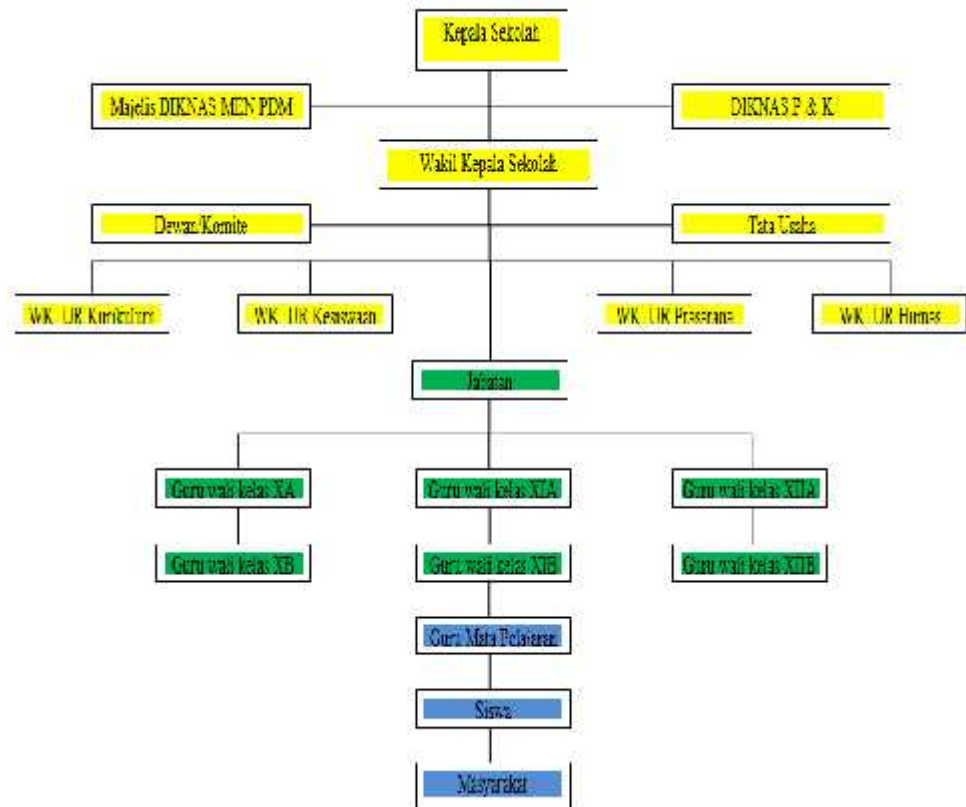 Kepala Sekolah
Majelis DIKNAS MEN PDM
DIKNAS P & K
Wakil Kepala Sekolah
Dewan/Komite
Tata Usaha
WK UR Kurikulum
WK UR Kesiswaan
WK UR Prasarana
WK UR Humas
Jabatan
Guru wali kelas XA
Guru wali kelas XIA
Guru wali kelas XIIA
Guru wali kelas XB
Guru wali kelas XIB
Guru wali kelas XIIB
Guru Mata Pelajaran
Siswa
Masyarakat